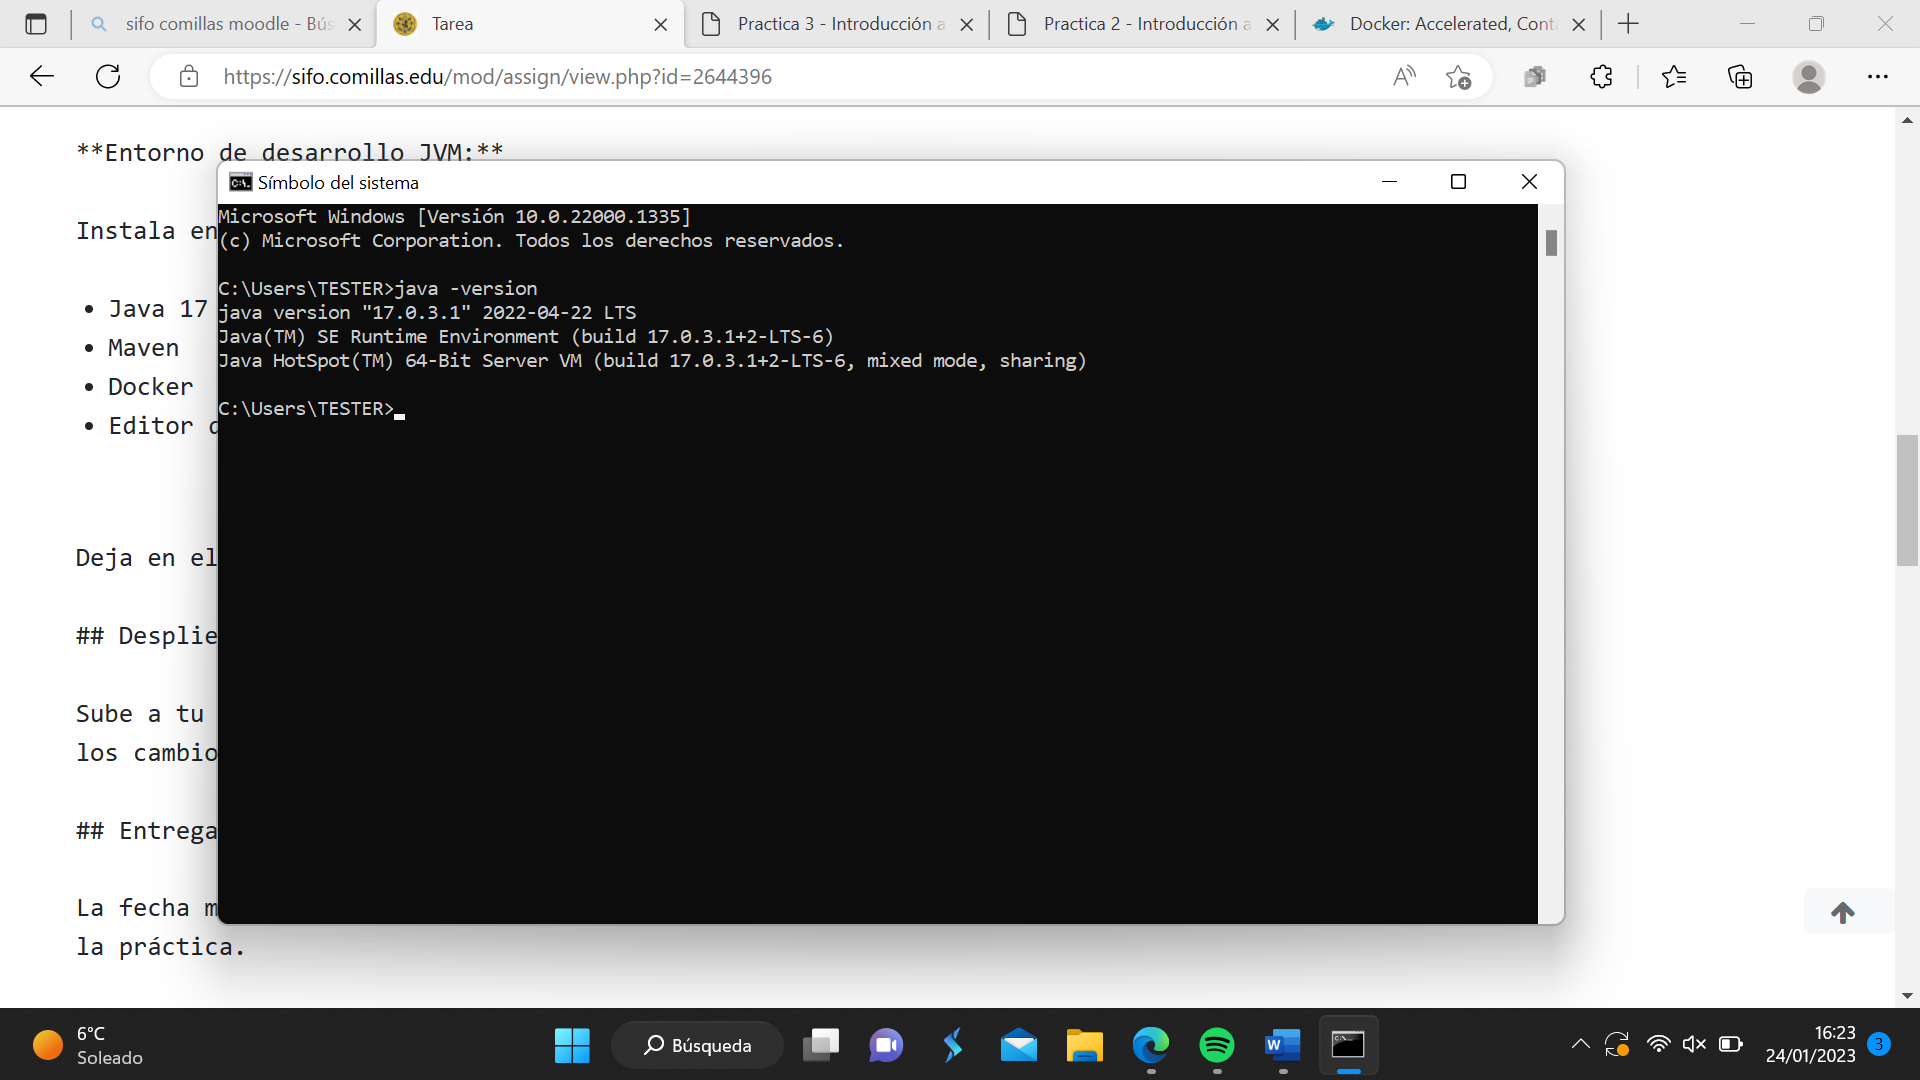 sifo comillas moodle - Bús
Tarea
Practica 3 - Introducción a
Practica 2 - Introducción a
Docker: Accelerated, Cont
https://sifo.comillas.edu/mod/assign/view.php?id=2644396
**Entorno de desarrollo JVM:**
Instala en
• Java 17
• Maven
• Docker
• Editor d
Deja en el
## Desplie
Sube a tu
los cambio
## Entrega
La fecha m
la práctica.
Símbolo del sistema
Microsoft Windows [Versión 10.0.22000.1335]
(c) Microsoft Corporation. Todos los derechos reservados.
C:\Users\TESTER>java -version
java version "17.0.3.1" 2022-04-22 LTS
Java(TM) SE Runtime Environment (build 17.0.3.1+2-LTS-6)
Java HotSpot(TM) 64-Bit Server VM (build 17.0.3.1+2-LTS-6, mixed mode, sharing)
C:\Users\TESTER>
6°C
Soleado
Búsqueda
16:23
24/01/2023
3